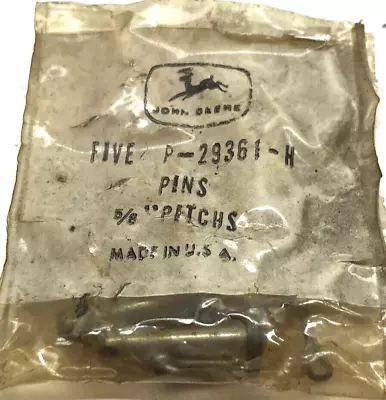 JOHN DEERE
FIVE P-29361-H
PINS
5/8" PITCHS
MADE IN U.S.A.